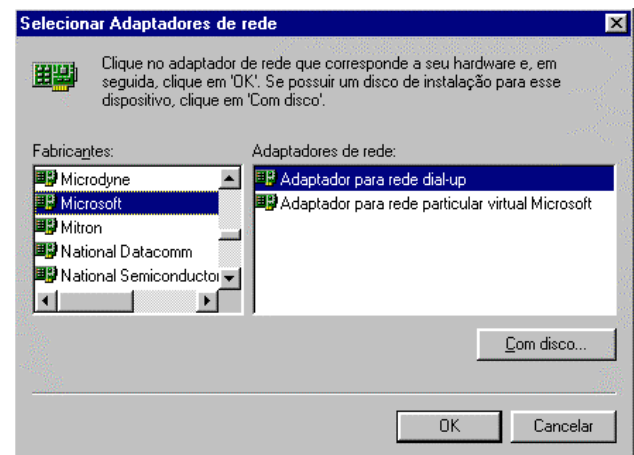 Selecionar Adaptadores de rede
Clique no adaptador de rede que corresponde a seu hardware e, em
seguida, clique em 'OK'. Se possuir um disco de instalação para esse
dispositivo, clique em 'Com disco'.
Fabricantes:
Microdyne
Microsoft
Mitron
National Datacomm
National Semiconductor
Adaptadores de rede:
Adaptador para rede dial-up
Adaptador para rede particular virtual Microsoft
Com disco...
OK
Cancelar